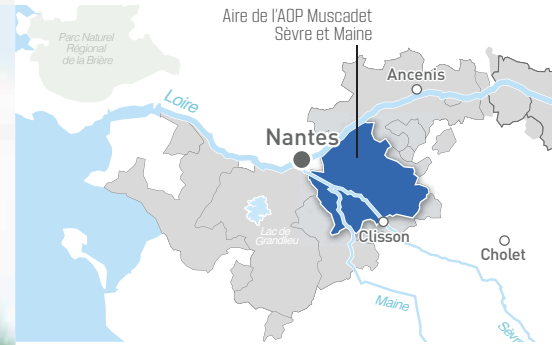 Aire de l'AOP Muscadet
Sèvre et Maine
Parc Naturel
Régional
de la Brière
Ancenis
Loire
Nantes
Lac de
Grandlieu
Clisson
Cholet
Maine
Sèvr